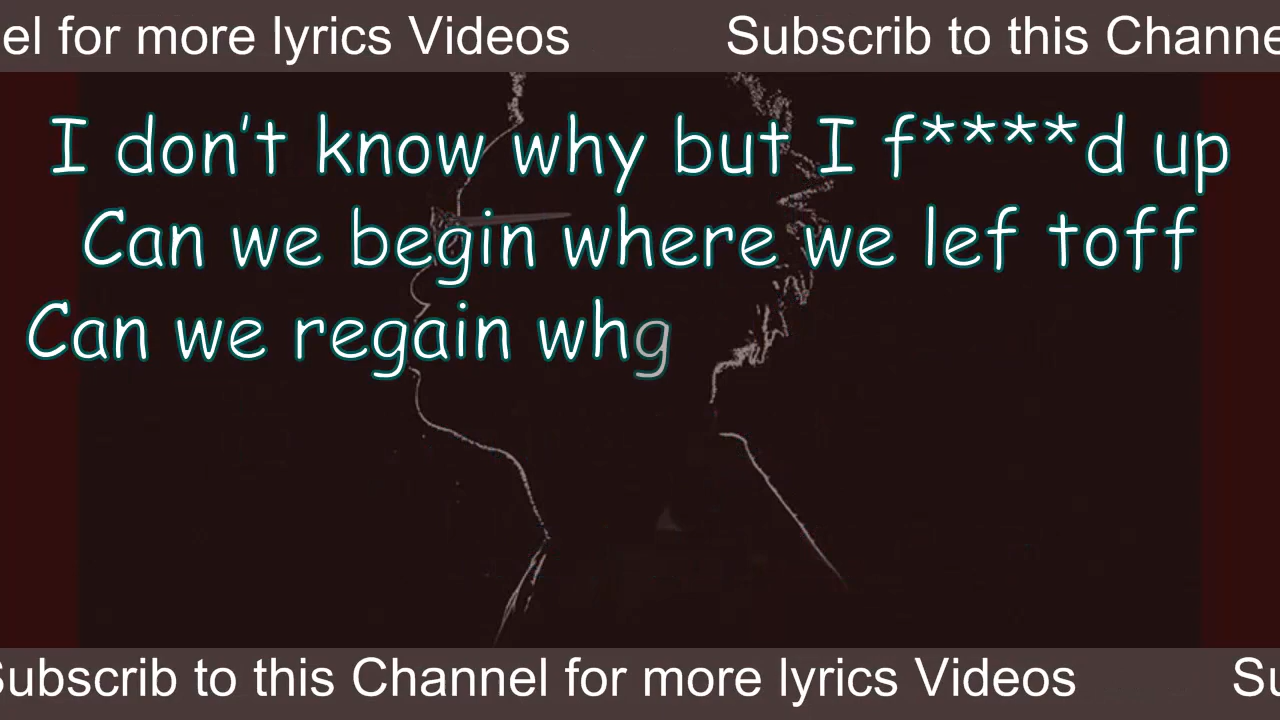 el for more lyrics Videos Subscrib to this Channe
I don't know why but I f****d up
Can we begin where we lef toff
Can we regain whg
Subscrib to this Channel for more lyrics Videos Su